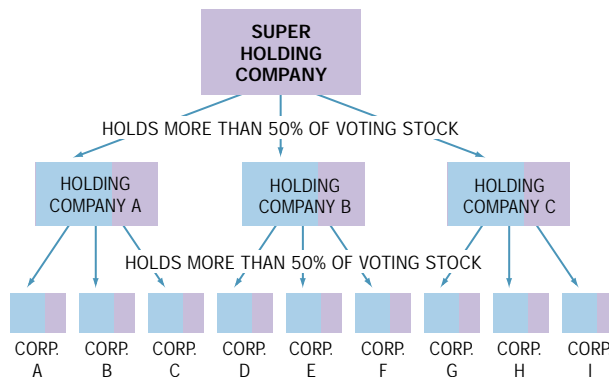 SUPER
HOLDING
COMPANY
HOLDS MORE THAN 50% OF VOTING STOCK
HOLDING
COMPANY A
HOLDING
COMPANY B
HOLDING
COMPANY C
HOLDS MORE THAN 50% OF VOTING STOCK
CORP.
A
CORP.
B
CORP.
C
CORP.
D
CORP.
E
CORP.
F
CORP.
G
CORP.
H
CORP.
I